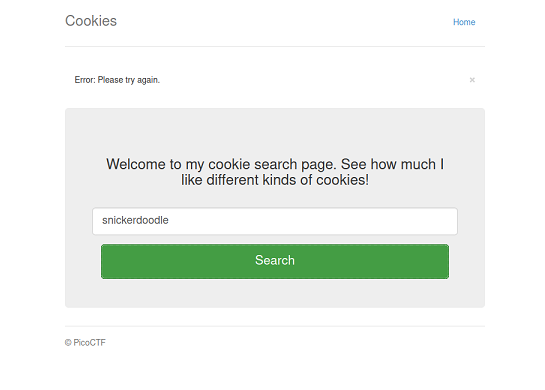 Cookies
Home
Error: Please try again.
×
Welcome to my cookie search page. See how much I
like different kinds of cookies!
snickerdoodle
Search
© PicoCTF